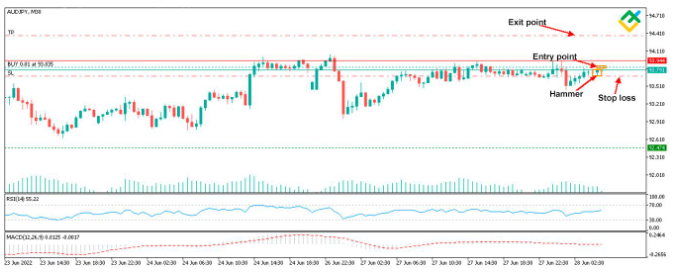 AUDJPY, M30
Exit point
94.710
94.410
TP
94.110
Entry point
BUY 0.01 at 93.835
SL
Hammer
Stop loss
93.510
93.210
92.910
92.610
92.474
92.310
92.010
RSI(14) 55.22
100.00
70.00
30.00
0.00
MACD(12,26,9) 0.0325 -0.0017
0.2464
-0.2656
23 Jun 2022
23 Jun 14:30
23 Jun 18:30
23 Jun 22:30
24 Jun 02:30
24 Jun 06:30
24 Jun 10:30
24 Jun 14:30
24 Jun 18:30
26 Jun 22:30
27 Jun 02:30
27 Jun 06:30
27 Jun 10:30
27 Jun 14:30
27 Jun 18:30
27 Jun 22:30
28 Jun 02:30